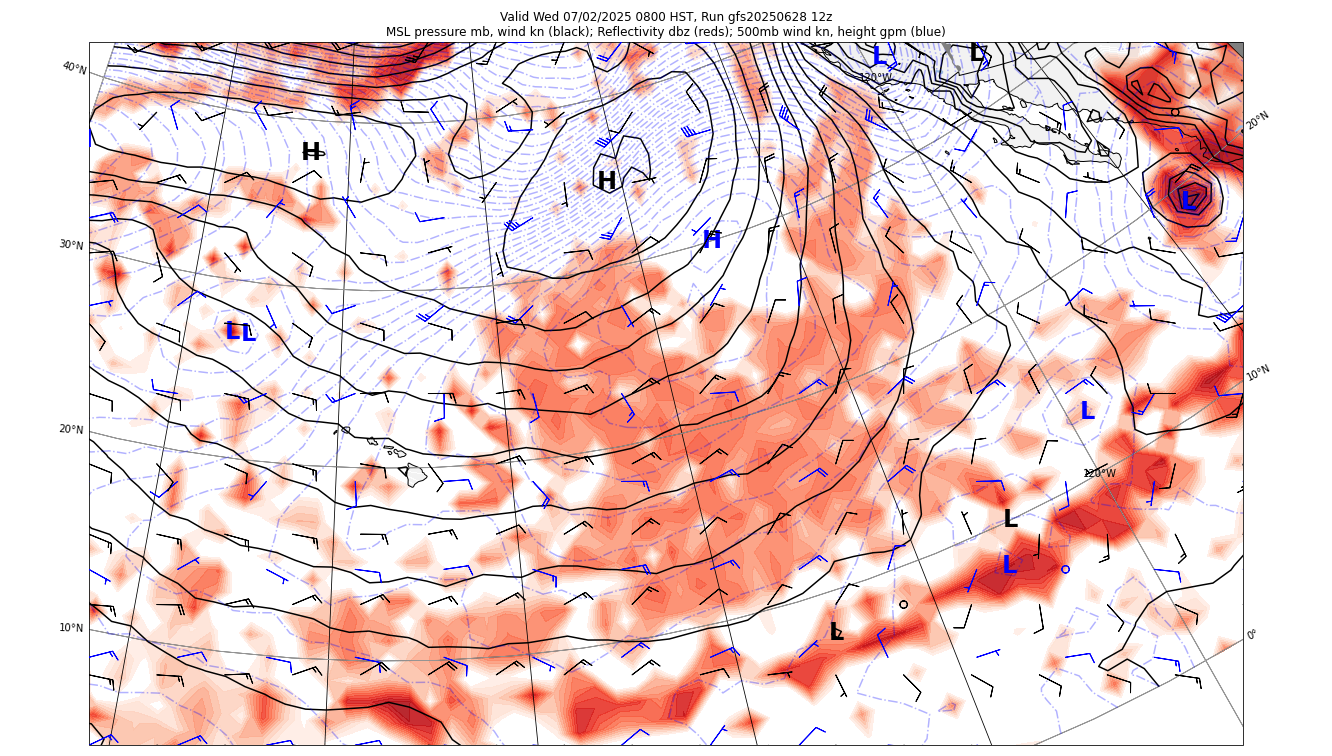 Valid Wed 07/02/2025 0800 HST, Run gfs20250628 12z
MSL pressure mb, wind kn (black); Reflectivity dbz (reds); 500mb wind kn, height gpm (blue)
L
L
40°N
120°W
20°N
H
H
L
30°N
H
L
L
10°N
L
20°N
120°W
L
L
10°N
L
0°